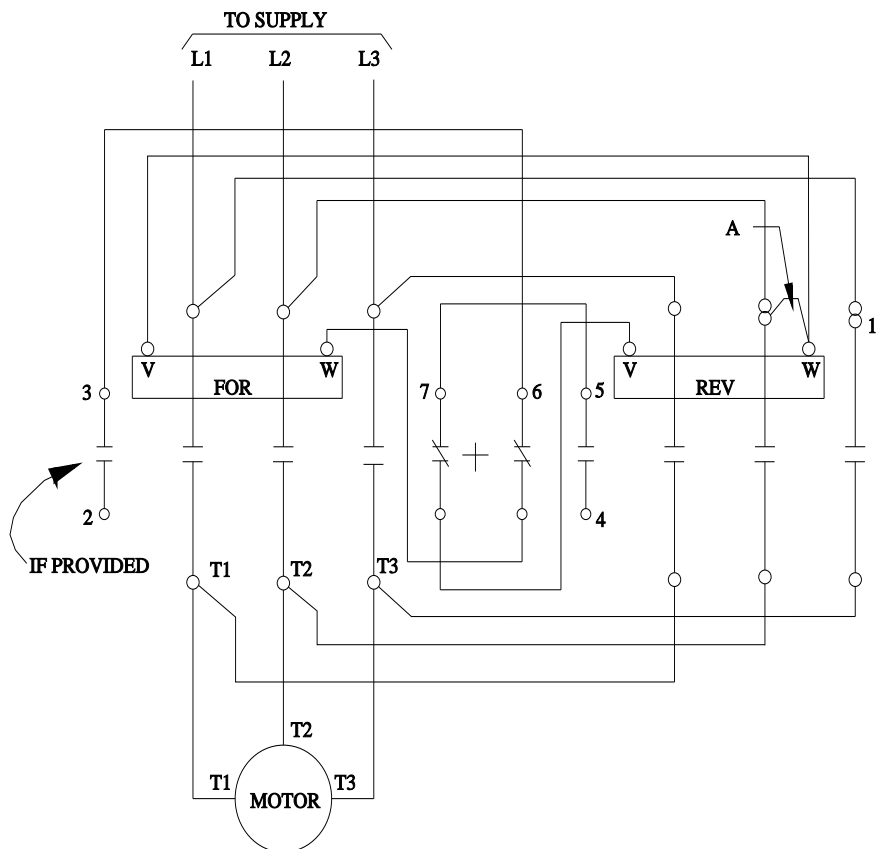 TO SUPPLY
L1 L2 L3
A
1
V W
FOR
V W
REV
3 7 6 5
2 4
IF PROVIDED
T1 T2 T3
T2
T1 T3
MOTOR